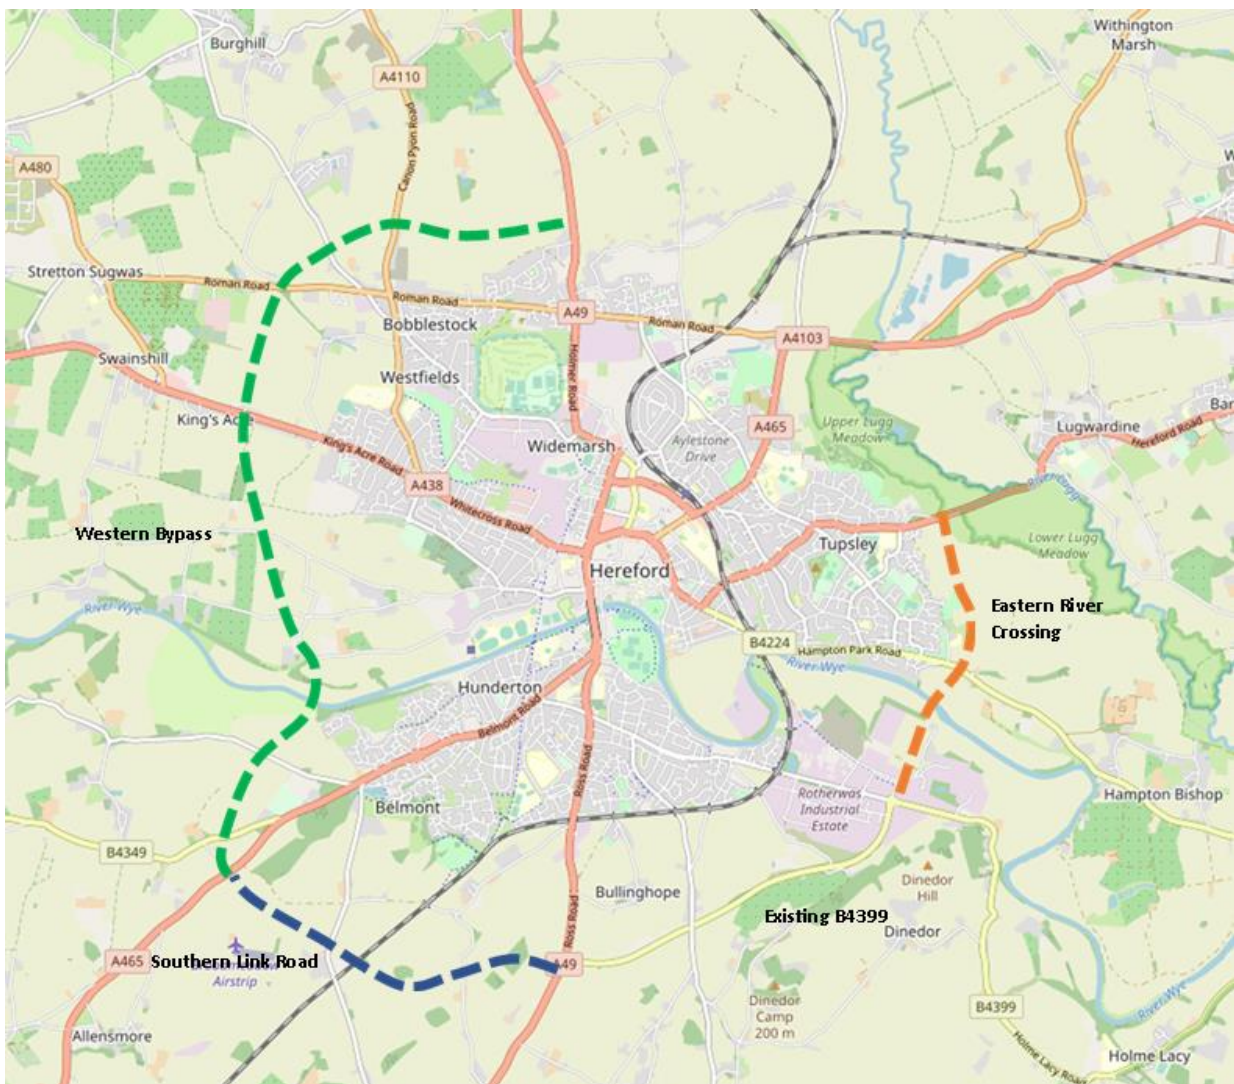 Burghill
Withington
Marsh
A4110
Canon Pyon Road
A480
W
Stretton Sugwas
Roman Road
Roman Road
A49
Roman Road
Bobblestock
A4103
Holmer Road
Swainshill
Westfields
King's Acre
Bar
Upper Lugg
Meadow
Lugwardine
Hereford Road
A465
Aylestone
Drive
Widemarsh
King's Acre Road
A438
River Lugg
Whitecross Road
Western Bypass
Lower Lugg
Meadow
Tupsley
Hereford
River Wye
Eastern River
Crossing
B4224
Hampton Park Road
River Wye
Hunderton
Belmont Road
Ross Road
Rotherwas
Industrial
Estate
Hampton Bishop
Belmont
B4349
Dinedor
Hill
Bullinghope
Existing B4399
Dinedor
Ross Road
A465
Southern Link Road
Airstrip
A49
River Wye
Dinedor
Camp
200 m
B4399
Allensmore
Holme Lacy Road
Holme Lacy